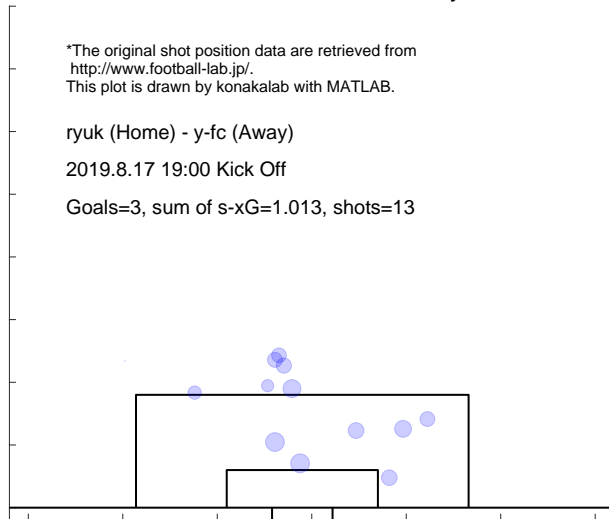 *The original shot position data are retrieved from
http://www.football-lab.jp/.
This plot is drawn by konakalab with MATLAB.
ryuk (Home) - y-fc (Away)
2019.8.17 19:00 Kick Off
Goals=3, sum of s-xG=1.013, shots=13